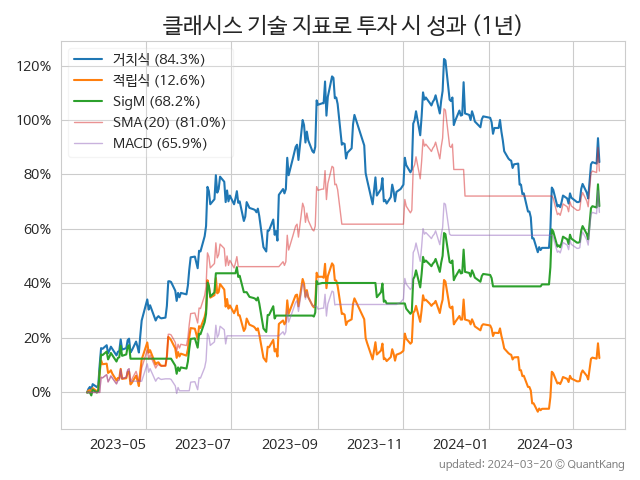 클래시스 기술 지표로 투자 시 성과 (1년)
거치식 (84.3%)
적립식 (12.6%)
SigM (68.2%)
SMA(20) (81.0%)
MACD (65.9%)
120%
100%
80%
60%
40%
20%
0%
2023-05 2023-07 2023-09 2023-11 2024-01 2024-03
updated: 2024-03-20 © QuantKang